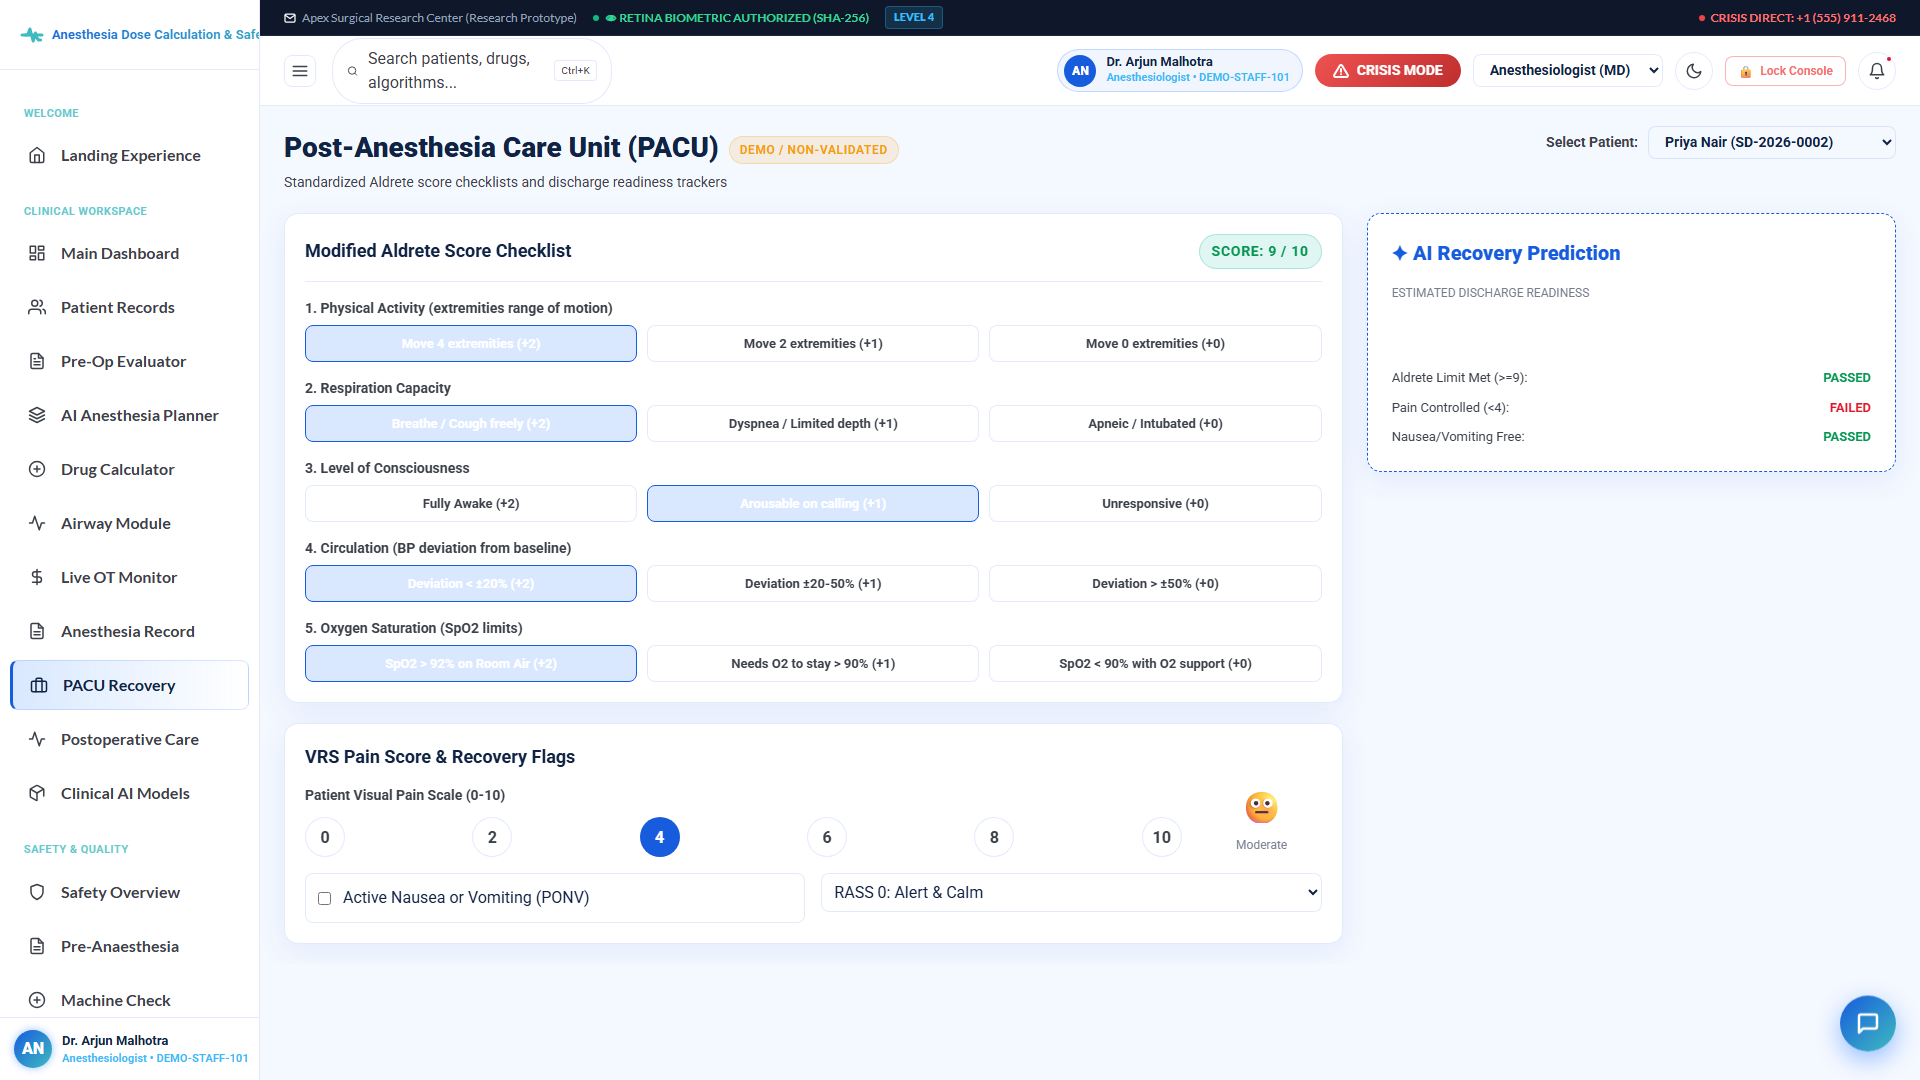 Anesthesia Dose Calculation & Safe
WELCOME
Landing Experience
CLINICAL WORKSPACE
Main Dashboard
Patient Records
Pre-Op Evaluator
AI Anesthesia Planner
Drug Calculator
Airway Module
Live OT Monitor
Anesthesia Record
PACU Recovery
Postoperative Care
Clinical AI Models
SAFETY & QUALITY
Safety Overview
Pre-Anaesthesia
Machine Check
AN
Dr. Arjun Malhotra
Anesthesiologist • DEMO-STAFF-101
Apex Surgical Research Center (Research Prototype)
RETINA BIOMETRIC AUTHORIZED (SHA-256)
LEVEL 4
CRISIS DIRECT: +1 (555) 911-2468
Search patients, drugs,
algorithms...
Ctrl+K
AN
Dr. Arjun Malhotra
Anesthesiologist • DEMO-STAFF-101
CRISIS MODE
Anesthesiologist (MD)
Lock Console
Post-Anesthesia Care Unit (PACU)
DEMO / NON-VALIDATED
Standardized Aldrete score checklists and discharge readiness trackers
Select Patient:
Priya Nair (SD-2026-0002)
Modified Aldrete Score Checklist
SCORE: 9 / 10
1. Physical Activity (extremities range of motion)
Move 4 extremities (+2)
Move 2 extremities (+1)
Move 0 extremities (+0)
2. Respiration Capacity
Breathe / Cough freely (+2)
Dyspnea / Limited depth (+1)
Apneic / Intubated (+0)
3. Level of Consciousness
Fully Awake (+2)
Arousable on calling (+1)
Unresponsive (+0)
4. Circulation (BP deviation from baseline)
Deviation < ±20% (+2)
Deviation ±20-50% (+1)
Deviation > ±50% (+0)
5. Oxygen Saturation (SpO2 limits)
SpO2 > 92% on Room Air (+2)
Needs O2 to stay > 90% (+1)
SpO2 < 90% with O2 support (+0)
VRS Pain Score & Recovery Flags
Patient Visual Pain Scale (0-10)
0
2
4
6
8
10
Moderate
Active Nausea or Vomiting (PONV)
RASS 0: Alert & Calm
✦ AI Recovery Prediction
ESTIMATED DISCHARGE READINESS
Aldrete Limit Met (>=9):
PASSED
Pain Controlled (<4):
FAILED
Nausea/Vomiting Free:
PASSED